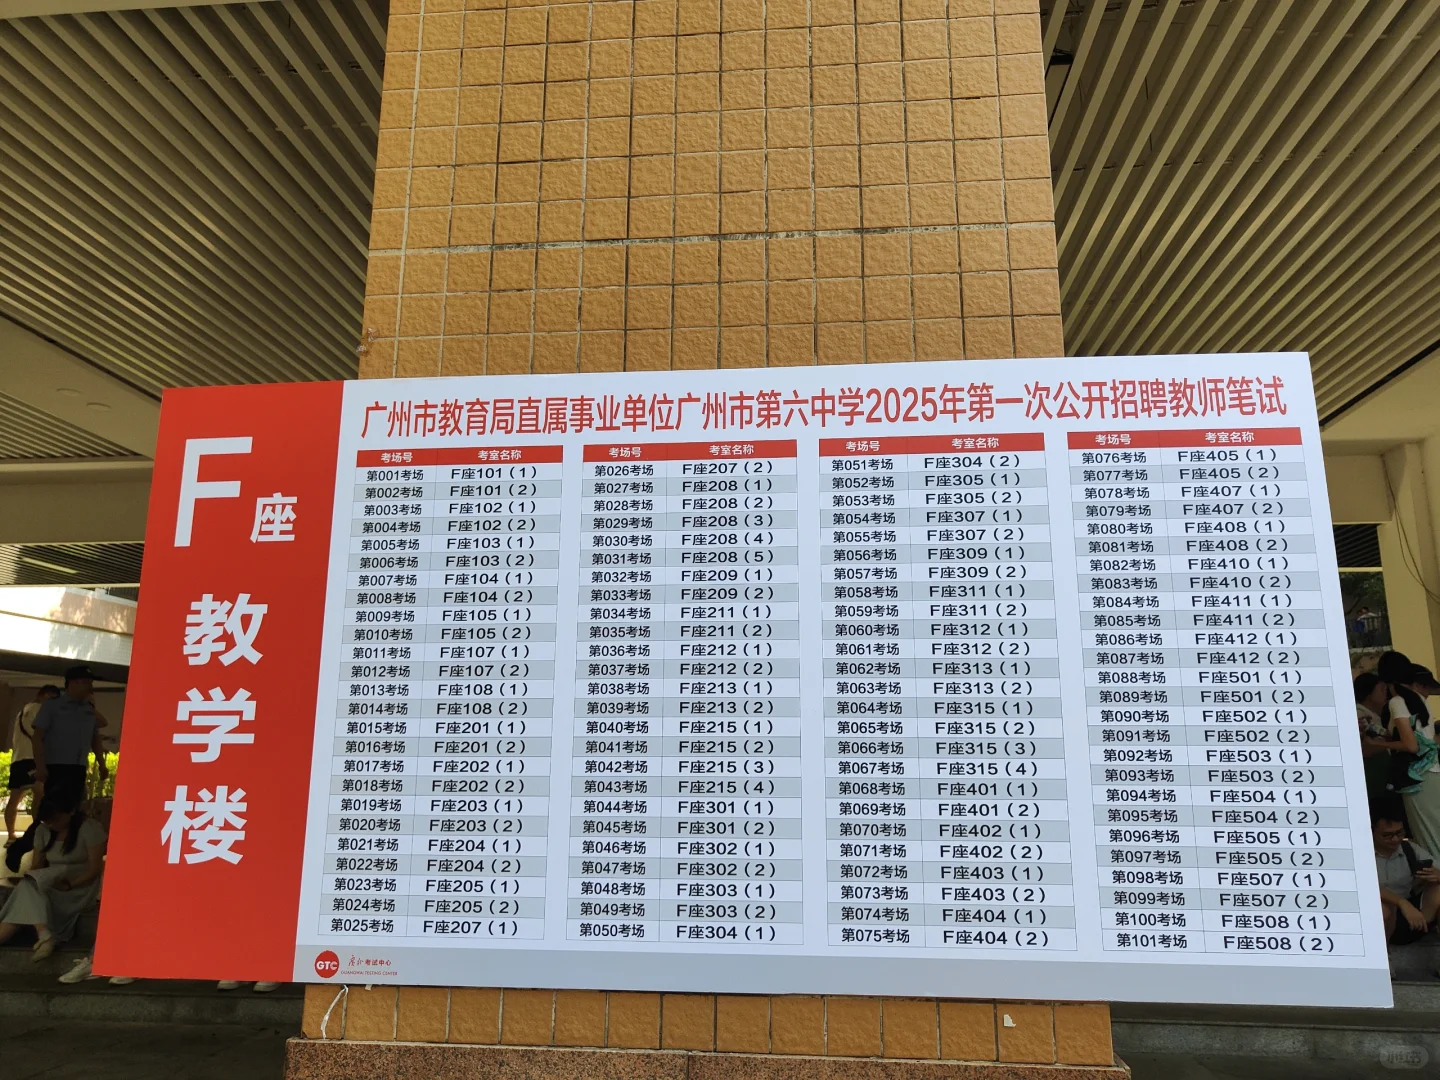 广州市教育局直属事业单位广州市第六中学2025年第一次公开招聘教师笔试
F座
教
学
楼
考场号 考室名称
第001考场 F座101（1）
第002考场 F座101（2）
第003考场 F座102（1）
第004考场 F座102（2）
第005考场 F座103（1）
第006考场 F座103（2）
第007考场 F座104（1）
第008考场 F座104（2）
第009考场 F座105（1）
第010考场 F座105（2）
第011考场 F座107（1）
第012考场 F座107（2）
第013考场 F座108（1）
第014考场 F座108（2）
第015考场 F座201（1）
第016考场 F座201（2）
第017考场 F座202（1）
第018考场 F座202（2）
第019考场 F座203（1）
第020考场 F座203（2）
第021考场 F座204（1）
第022考场 F座204（2）
第023考场 F座205（1）
第024考场 F座205（2）
第025考场 F座207（1）
考场号 考室名称
第026考场 F座207（2）
第027考场 F座208（1）
第028考场 F座208（2）
第029考场 F座208（3）
第030考场 F座208（4）
第031考场 F座208（5）
第032考场 F座209（1）
第033考场 F座209（2）
第034考场 F座211（1）
第035考场 F座211（2）
第036考场 F座212（1）
第037考场 F座212（2）
第038考场 F座213（1）
第039考场 F座213（2）
第040考场 F座215（1）
第041考场 F座215（2）
第042考场 F座215（3）
第043考场 F座215（4）
第044考场 F座301（1）
第045考场 F座301（2）
第046考场 F座302（1）
第047考场 F座302（2）
第048考场 F座303（1）
第049考场 F座303（2）
第050考场 F座304（1）
考场号 考室名称
第051考场 F座304（2）
第052考场 F座305（1）
第053考场 F座305（2）
第054考场 F座307（1）
第055考场 F座307（2）
第056考场 F座309（1）
第057考场 F座309（2）
第058考场 F座311（1）
第059考场 F座311（2）
第060考场 F座312（1）
第061考场 F座312（2）
第062考场 F座313（1）
第063考场 F座313（2）
第064考场 F座315（1）
第065考场 F座315（2）
第066考场 F座315（3）
第067考场 F座315（4）
第068考场 F座401（1）
第069考场 F座401（2）
第070考场 F座402（1）
第071考场 F座402（2）
第072考场 F座403（1）
第073考场 F座403（2）
第074考场 F座404（1）
第075考场 F座404（2）
考场号 考室名称
第076考场 F座405（1）
第077考场 F座405（2）
第078考场 F座407（1）
第079考场 F座407（2）
第080考场 F座408（1）
第081考场 F座408（2）
第082考场 F座410（1）
第083考场 F座410（2）
第084考场 F座411（1）
第085考场 F座411（2）
第086考场 F座412（1）
第087考场 F座412（2）
第088考场 F座501（1）
第089考场 F座501（2）
第090考场 F座502（1）
第091考场 F座502（2）
第092考场 F座503（1）
第093考场 F座503（2）
第094考场 F座504（1）
第095考场 F座504（2）
第096考场 F座505（1）
第097考场 F座505（2）
第098考场 F座507（1）
第099考场 F座507（2）
第100考场 F座508（1）
第101考场 F座508（2）
GTC
考试中心
TESTING CENTER